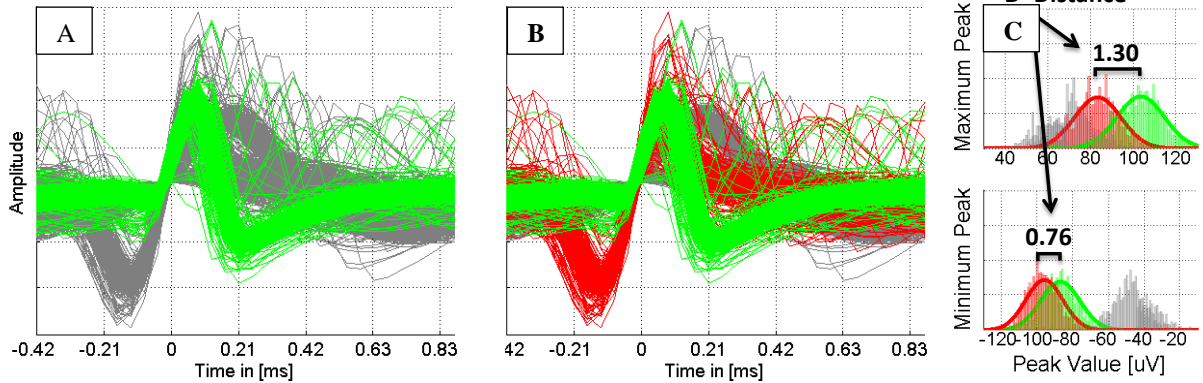 A
Amplitude
-0.42 -0.21 0 0.21 0.42 0.63 0.83
Time in [ms]
B
42 -0.21 0 0.21 0.42 0.63 0.83
Time in [ms]
Distance
C
Maximum Peak
1.30
40 60 80 100 120
Minimum Peak
0.76
-120 -100 -80 -60 -40 -20
Peak Value [uV]